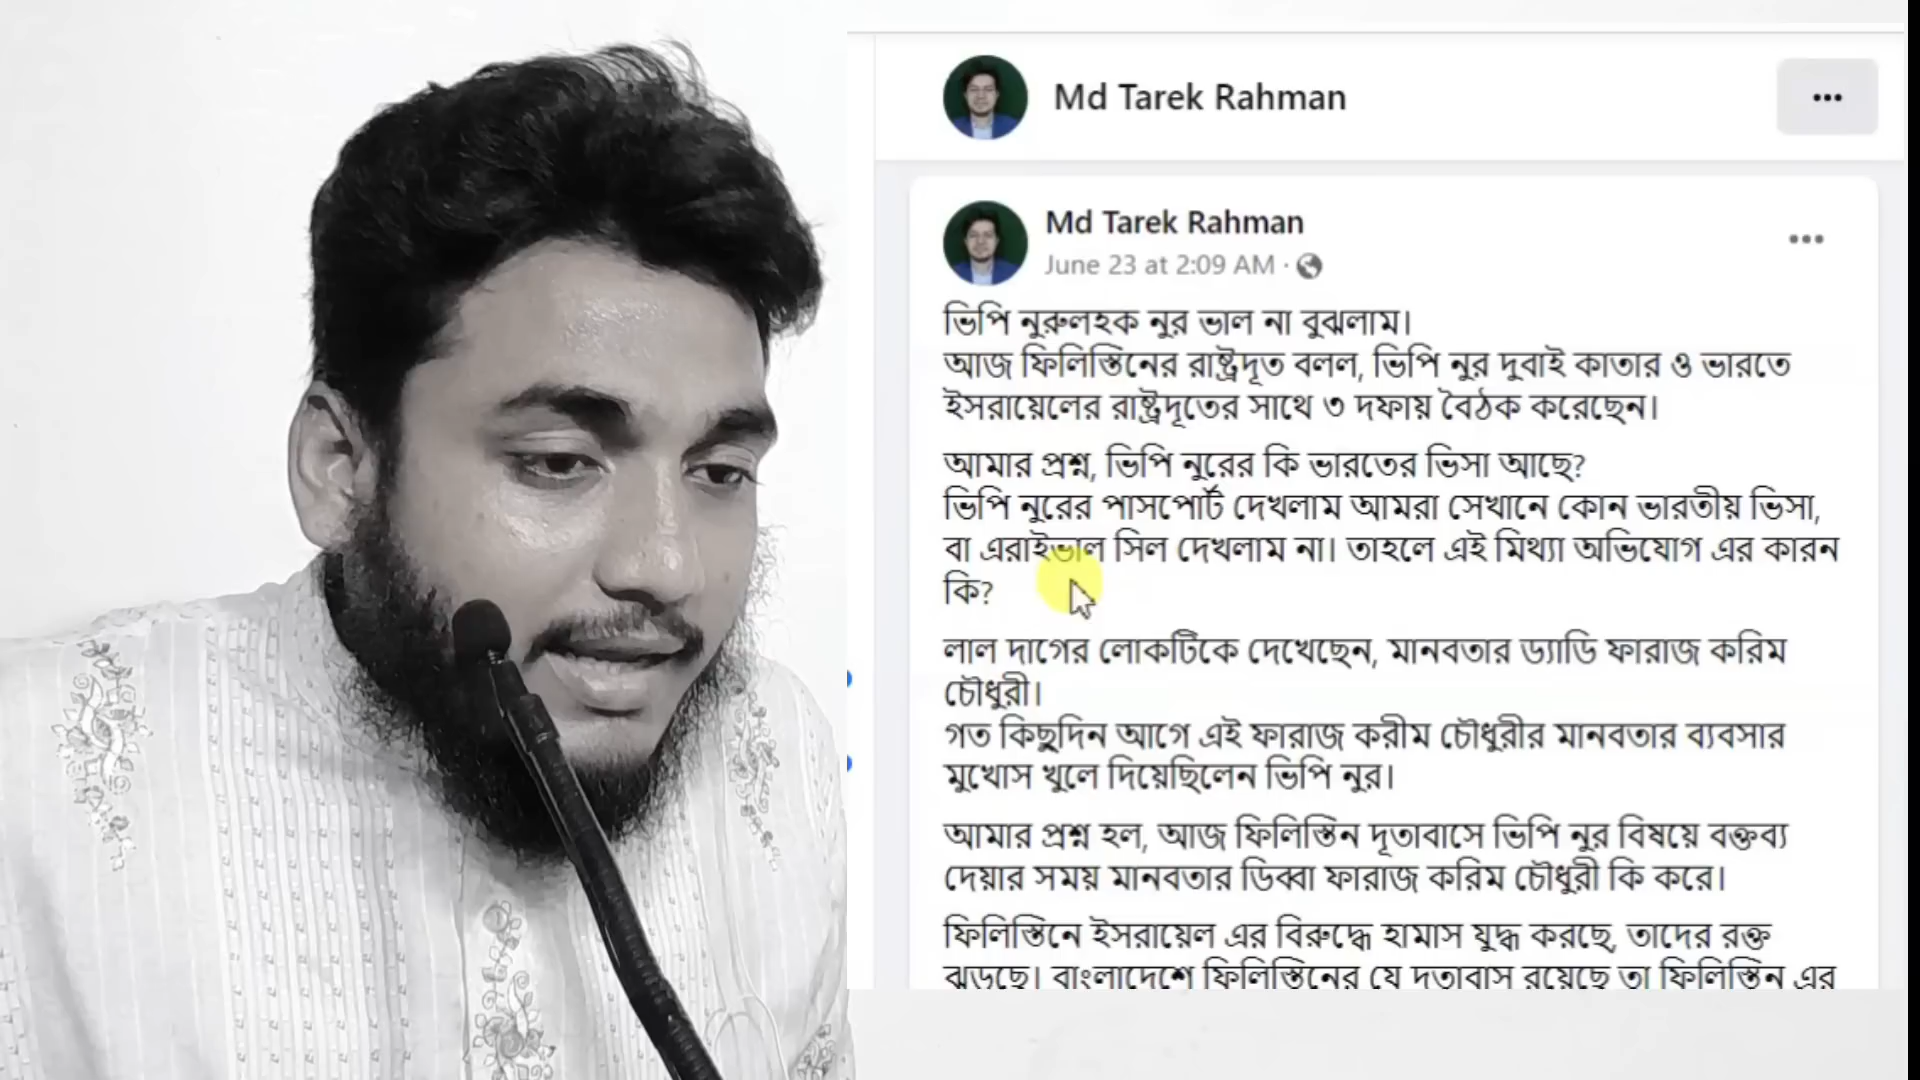 Md Tarek Rahman
Md Tarek Rahman
June 23 at 2:09 AM ·
ভিপি নুরুলহক নুর ভাল না বুঝলাম।
আজ ফিলিস্তিনের রাষ্ট্রদূত বলল, ভিপি নুর দুবাই কাতার ও ভারতে
ইসরায়েলের রাষ্ট্রদূতের সাথে ৩ দফায় বৈঠক করেছেন।
আমার প্রশ্ন, ভিপি নুরের কি ভারতের ভিসা আছে?
ভিপি নুরের পাসপোর্ট দেখলাম আমরা সেখানে কোন ভারতীয় ভিসা,
বা এরাইভাল সিল দেখলাম না। তাহলে এই মিথ্যা অভিযোগ এর কারন
কি?
লাল দাগের লোকটিকে দেখেছেন, মানবতার ড্যাডি ফারাজ করিম
চৌধুরী।
গত কিছুদিন আগে এই ফারাজ করীম চৌধুরীর মানবতার ব্যবসার
মুখোস খুলে দিয়েছিলেন ভিপি নুর।
আমার প্রশ্ন হল, আজ ফিলিস্তিন দূতাবাসে ভিপি নুর বিষয়ে বক্তব্য
দেয়ার সময় মানবতার ডিব্বা ফারাজ করিম চৌধুরী কি করে।
ফিলিস্তিনে ইসরায়েল এর বিরুদ্ধে হামাস যুদ্ধ করছে, তাদের রক্ত
ঝড়ছে। বাংলাদেশে ফিলিস্তিনের যে দূতাবাস রয়েছে তা ফিলিস্তিন এর